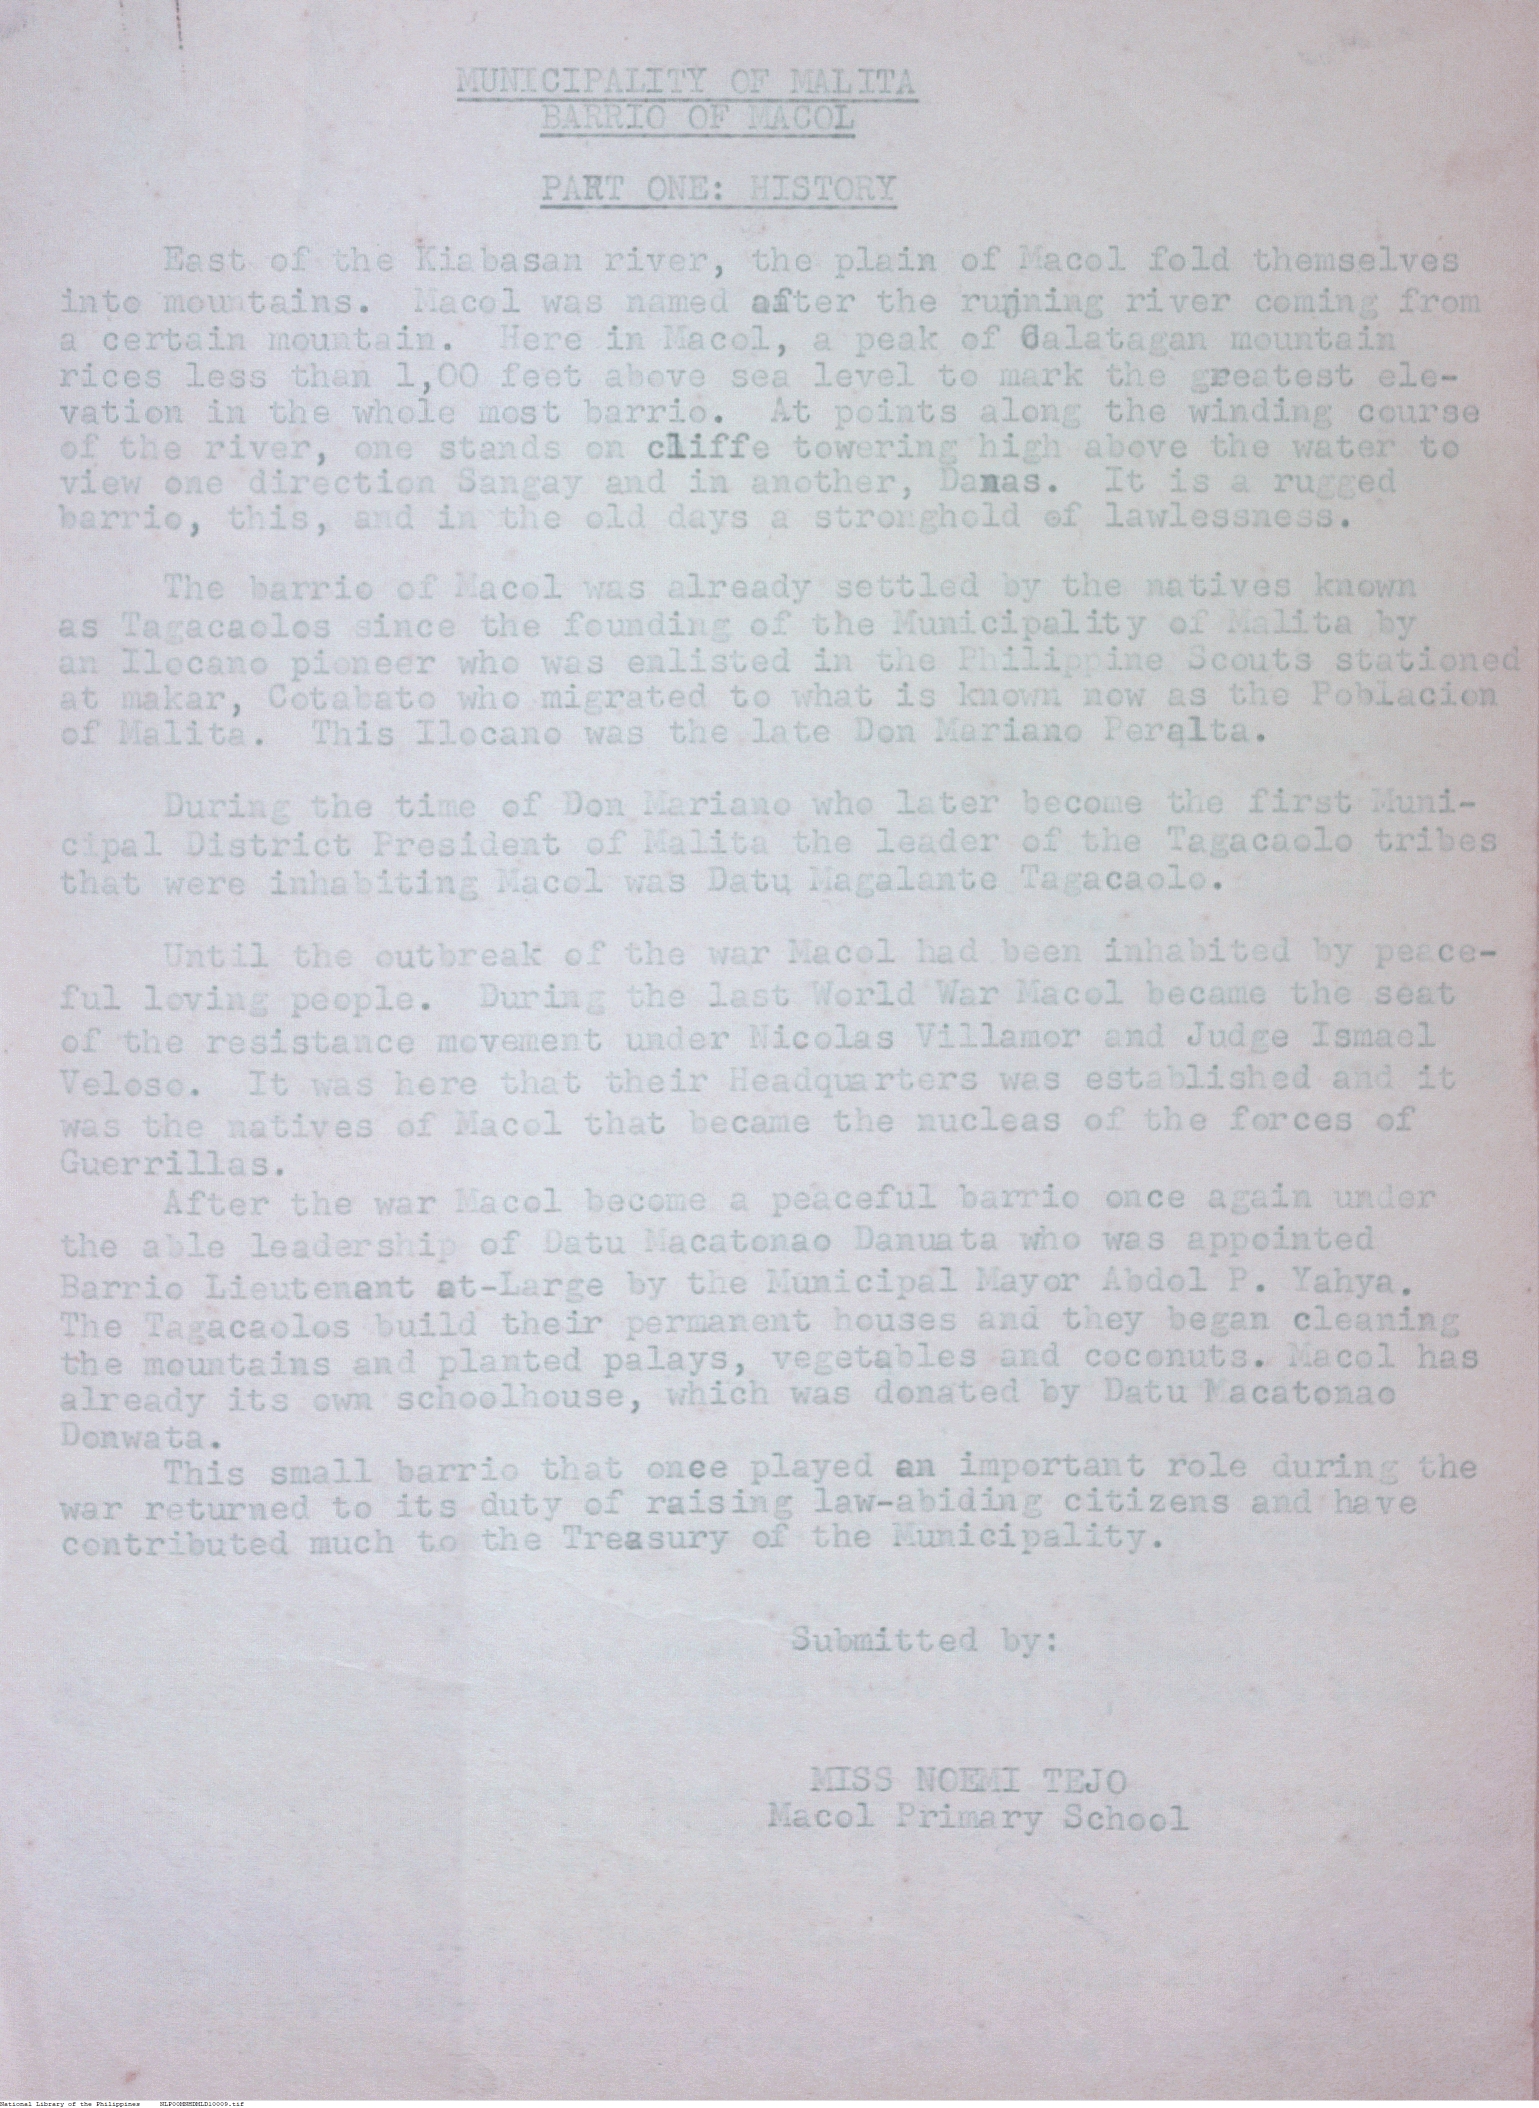 MUNICIPALITY OF MALITA
BARRIO OF MACOL
PART ONE: HISTORY
East of the Kiabasan river, the plain of Macol fold themselves
into mountains. Macol was named after the running river coming from
a certain mountain. Here in Macol, a peak of Calatagan mountain
rices less than 1,00 feet above sea level to mark the greatest ele-
vation in the whole most barrio. At points along the winding course
of the river, one stands on cliffe towering high above the water to
view one direction Sangay and in another, Danas. It is a rugged
barrio, this, and in the old days a stronghold of lawlessness.
The barrio of Macol was already settled by the natives known
as Tagacaolos since the founding of the Municipality of Malita by
an Ilocano pioneer who was enlisted in the Philippine Scouts stationed
at makar, Cotabato who migrated to what is known now as the Poblacion
of Malita. This Ilocano was the late Don Mariano Peralta.
During the time of Don Mariano who later become the first Muni-
cipal District President of Malita the leader of the Tagacaolo tribes
that were inhabiting Macol was Datu Magalante Tagacaolo.
Until the outbreak of the war Macol had been inhabited by peace-
ful loving people. During the last World War Macol became the seat
of the resistance movement under Nicolas Villamor and Judge Ismael
Veloso. It was here that their Headquarters was established and it
was the natives of Macol that became the nucleas of the forces of
Guerrillas.
After the war Macol become a peaceful barrio once again under
the able leadership of Datu Macatonao Danuata who was appointed
Barrio Lieutenant at-Large by the Municipal Mayor Abdol P. Yahya.
The Tagacaolos build their permanent houses and they began cleaning
the mountains and planted palays, vegetables and coconuts. Macol has
already its own schoolhouse, which was donated by Datu Macatonao
Donwata.
This small barrio that once played an important role during the
war returned to its duty of raising law-abiding citizens and have
contributed much to the Treasury of the Municipality.
Submitted by:
MISS NOEMI TEJO
Macol Primary School
National Library of the Philippines